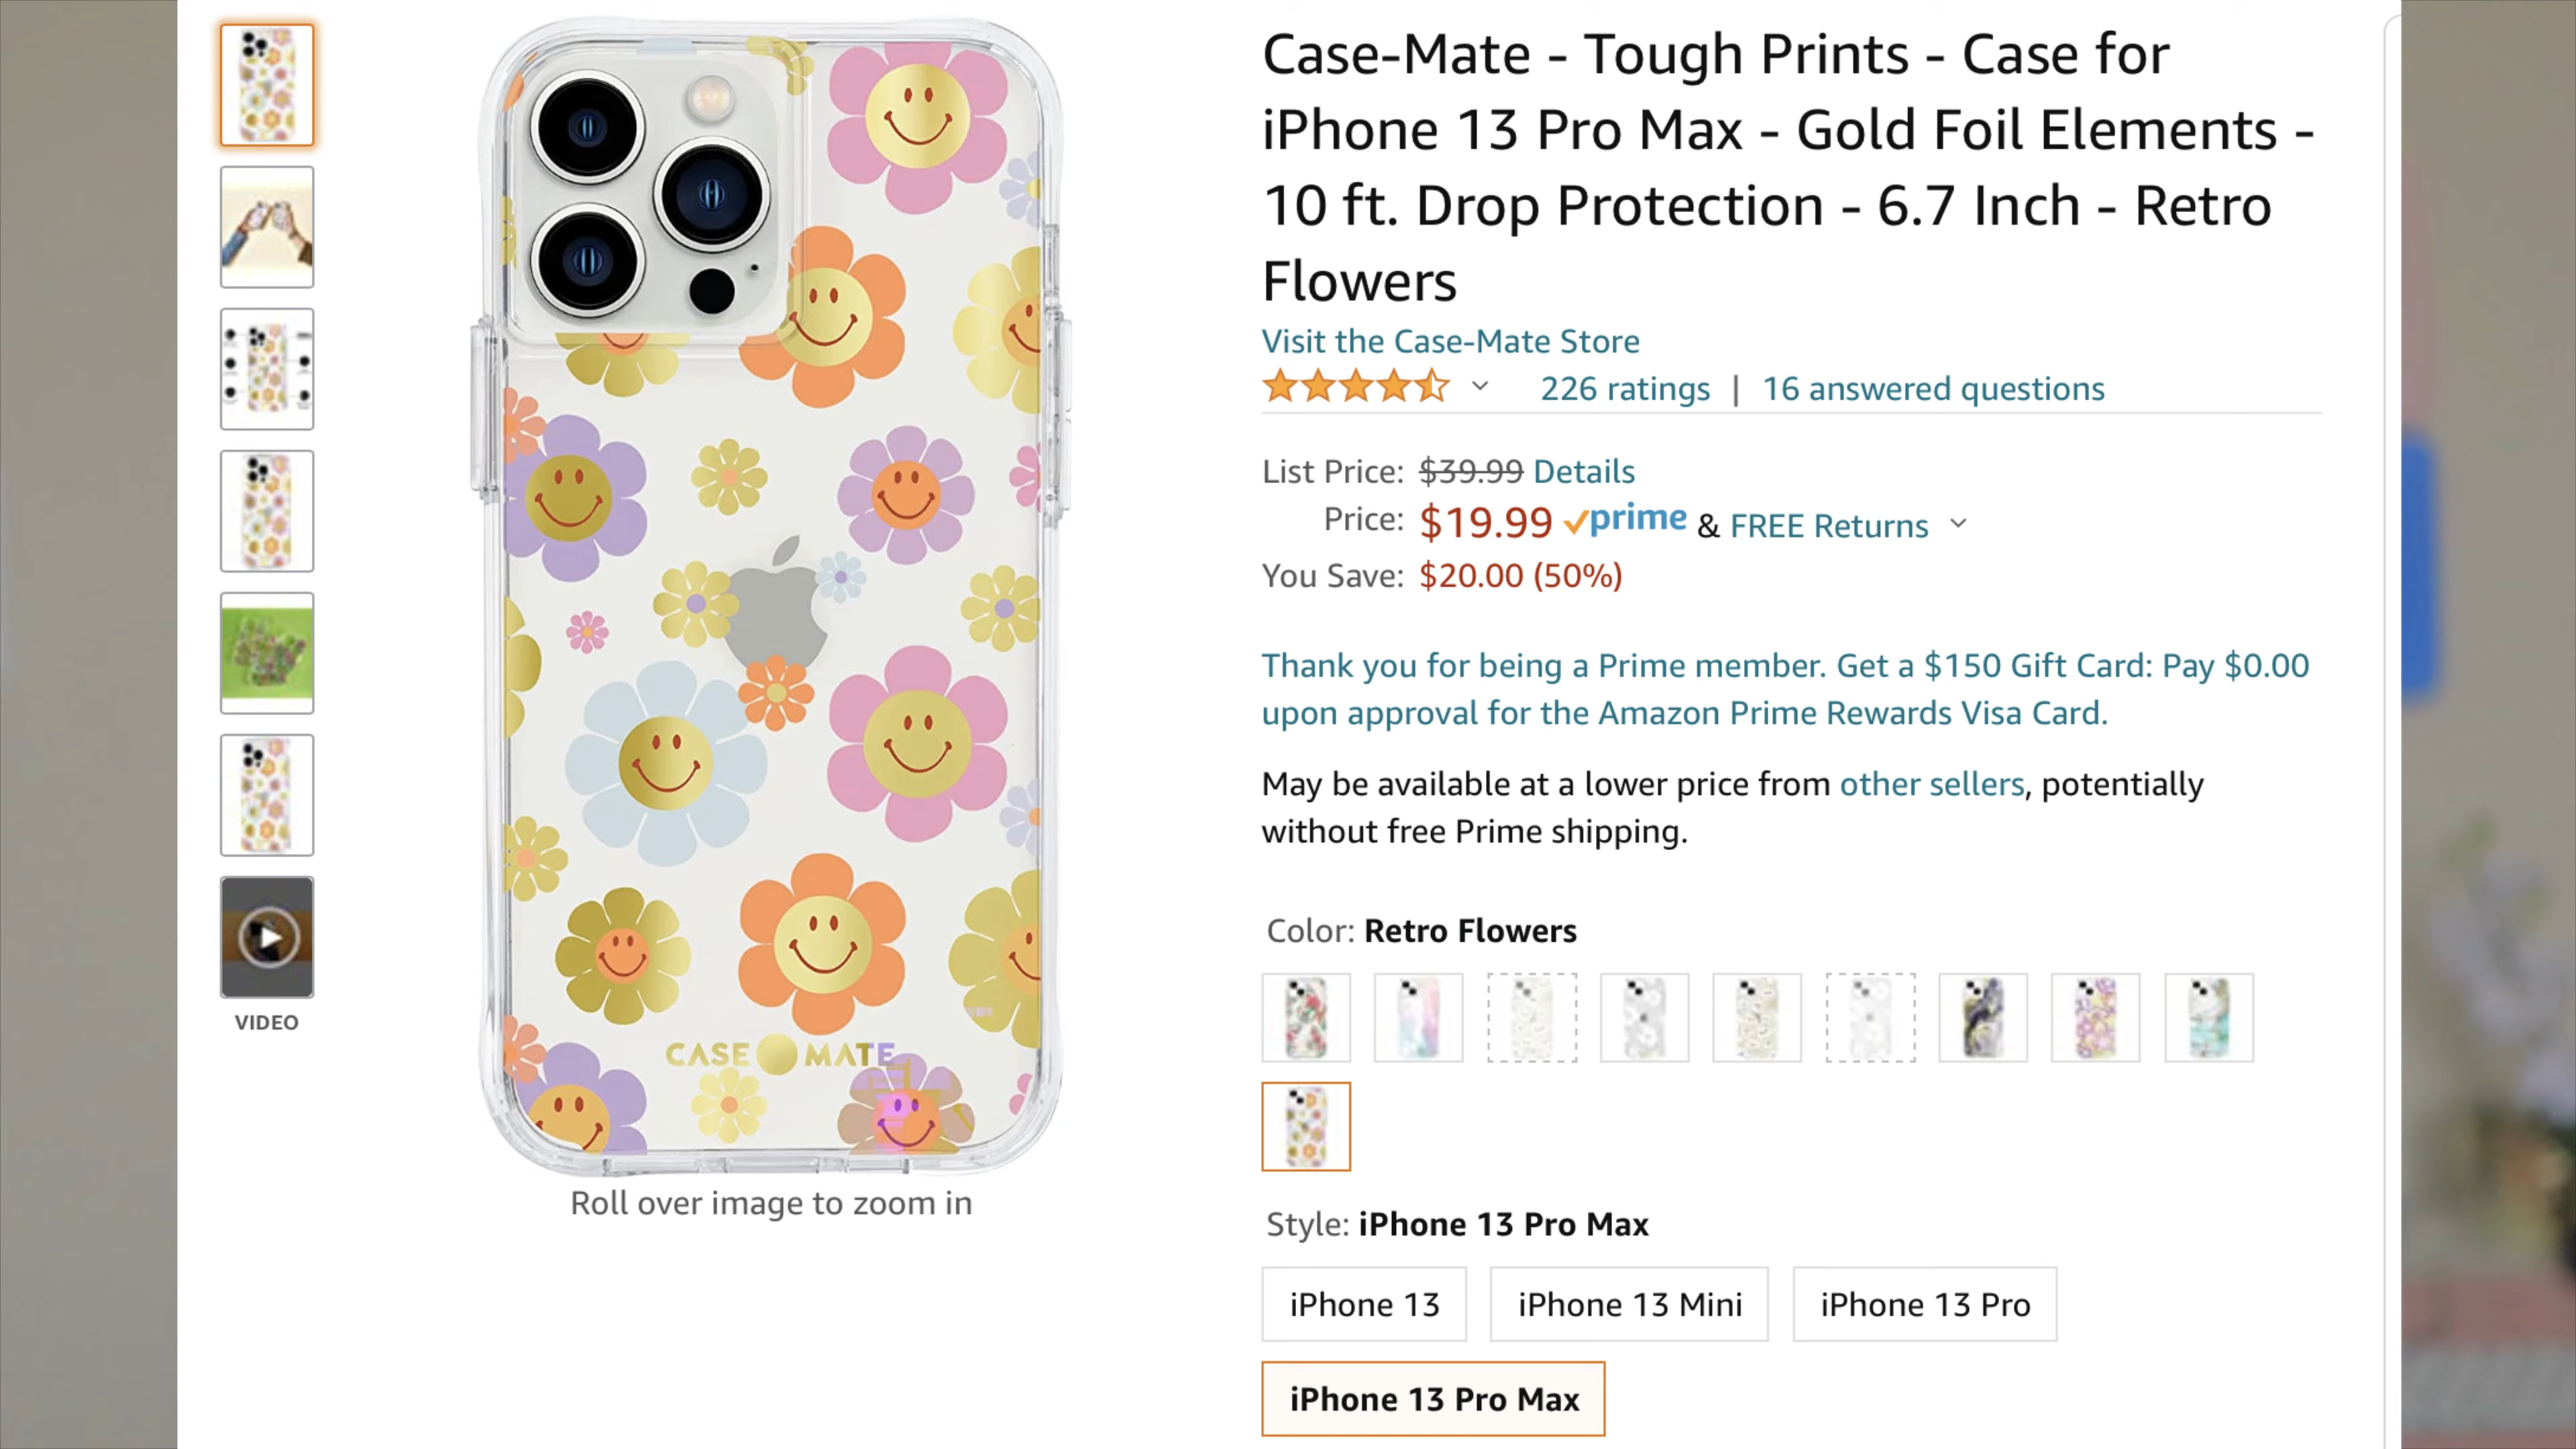 Case-Mate - Tough Prints - Case for
iPhone 13 Pro Max - Gold Foil Elements -
10 ft. Drop Protection - 6.7 Inch - Retro
Flowers
Visit the Case-Mate Store
226 ratings | 16 answered questions
List Price: $39.99 Details
Price: $19.99 prime & FREE Returns
You Save: $20.00 (50%)
Thank you for being a Prime member. Get a $150 Gift Card: Pay $0.00
upon approval for the Amazon Prime Rewards Visa Card.
May be available at a lower price from other sellers, potentially
without free Prime shipping.
Color: Retro Flowers
Style: iPhone 13 Pro Max
iPhone 13 iPhone 13 Mini iPhone 13 Pro
iPhone 13 Pro Max
CASE MATE
VIDEO
Roll over image to zoom in